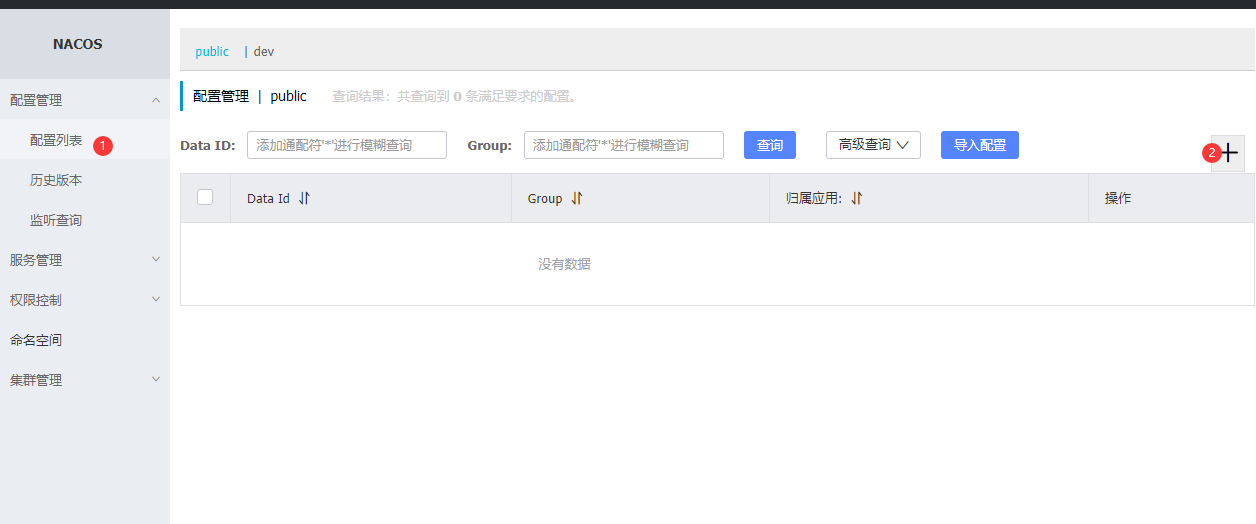 NACOS
public | dev
配置管理
配置管理 | public 查询结果：共查询到 0 条满足要求的配置。
配置列表 1
Data ID: 添加通配符'*'进行模糊查询 Group: 添加通配符'*'进行模糊查询 查询 高级查询 导入配置 2
历史版本
Data Id Group 归属应用: 操作
监听查询
服务管理
没有数据
权限控制
命名空间
集群管理